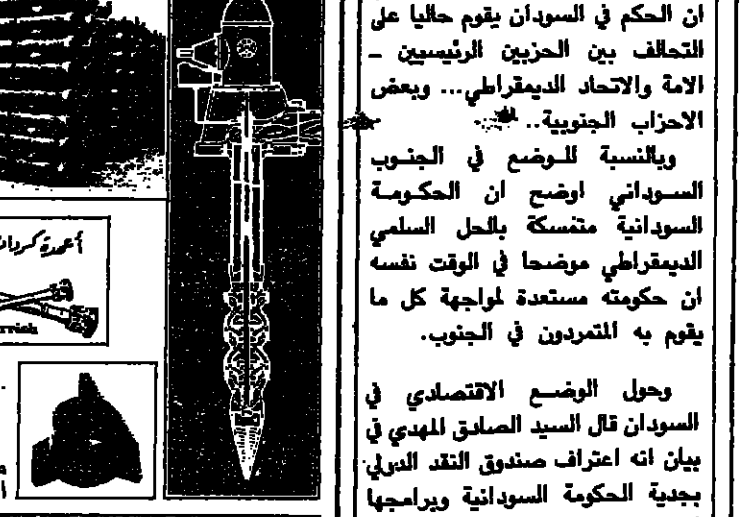 ان الحكم في السودان يقوم حاليا على
التحالف بين الحزبين الرئيسيين ــ
الامة والاتحاد الديمقراطي... وبعض
الاحزاب الجنوبية..
وبالنسبة للوضع في الجنوب
السوداني اوضح ان الحكومة
السودانية متمسكة بالحل السلمي
الديمقراطي موضحا في الوقت نفسه
ان حكومته مستعدة لمواجهة كل ما
يقوم به المتمردون في الجنوب.
وحول الوضع الاقتصادي في
السودان قال السيد الصادق المهدي في
بيان انه اعتراف صندوق النقد الدولي
بجدية الحكومة السودانية وبرامجها
أعمدة كردان